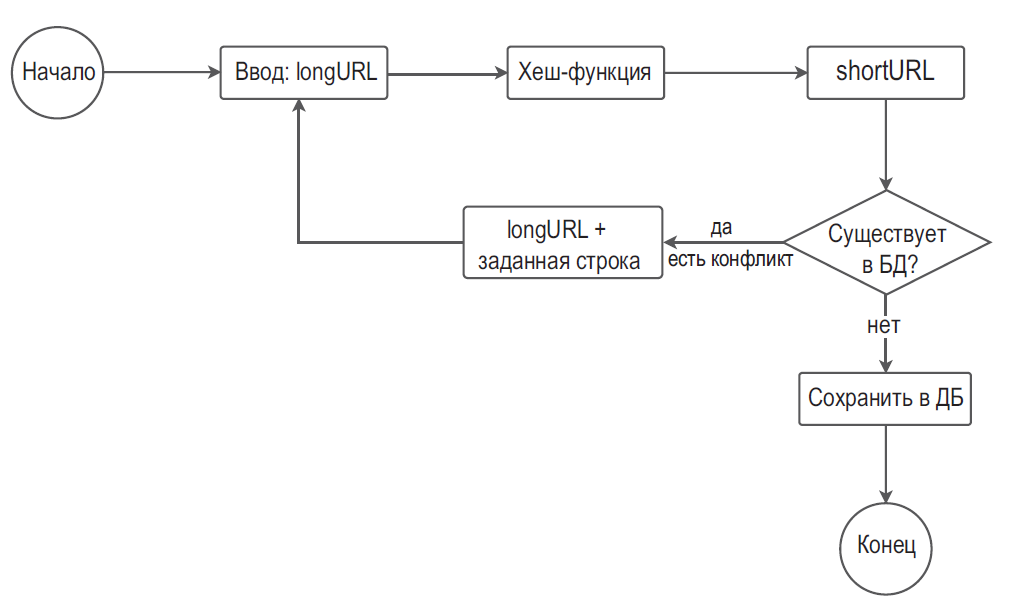 Начало
Ввод: longURL
Хеш-функция
shortURL
longURL +
заданная строка
да
есть конфликт
Существует
в БД?
нет
Сохранить в ДБ
Конец